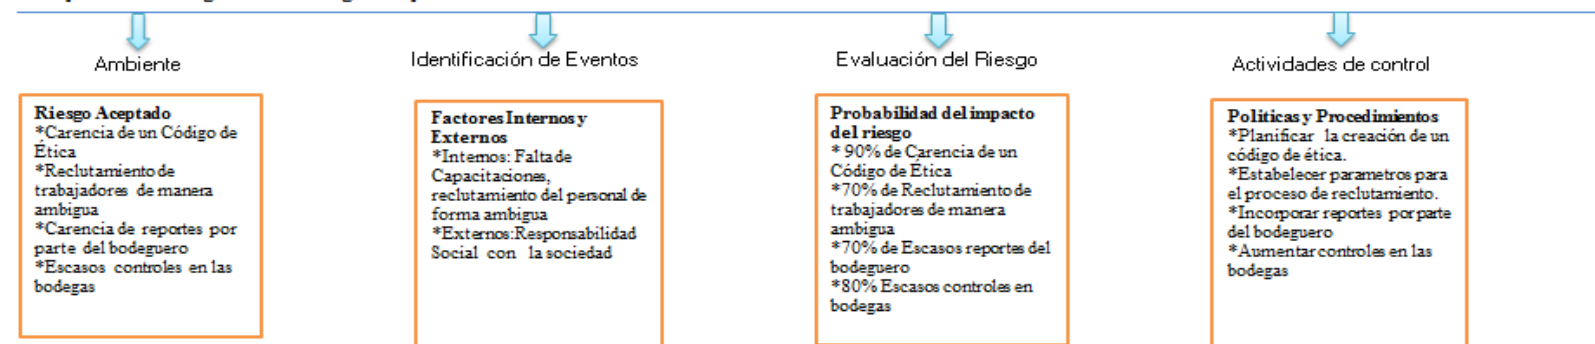 Ambiente
Riesgo Aceptado
*Carencia de un Código de
Ética
*Reclutamiento de
trabajadores de manera
ambigua
*Carencia de reportes por
parte del bodeguero
*Escasos controles en las
bodegas
Identificación de Eventos
Factores Internos y
Externos
*Internos: Falta de
Capacitaciones,
reclutamiento del personal de
forma ambigua
*Externos:Responsabilidad
Social con la sociedad
Evaluación del Riesgo
Probabilidad del impacto
del riesgo
* 90% de Carencia de un
Código de Ética
*70% de Reclutamiento de
trabajadores de manera
ambigua
*70% de Escasos reportes del
bodeguero
*80% Escasos controles en
bodegas
Actividades de control
Politicas y Procedimientos
*Planificar la creación de un
código de ética.
*Establecer parametros para
el proceso de reclutamiento.
*Incorporar reportes por parte
del bodeguero
*Aumentar controles en las
bodegas